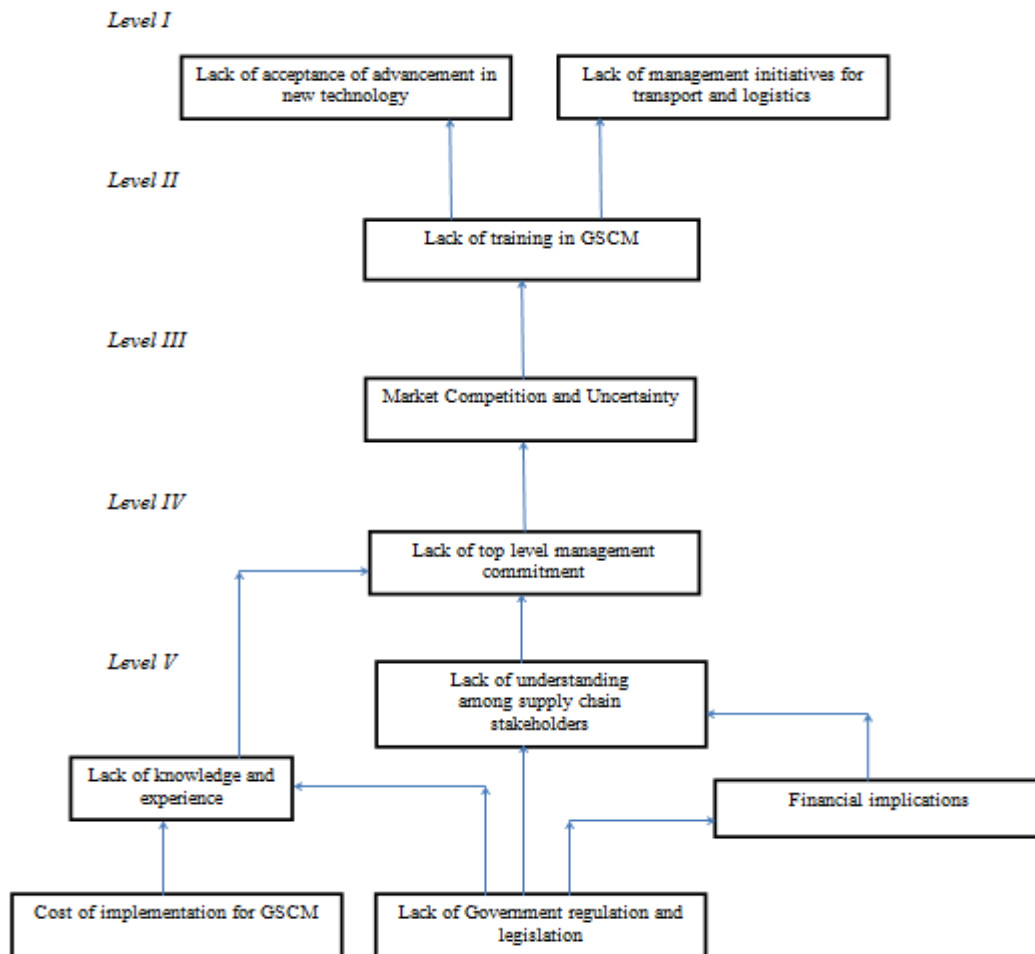 Level I
Lack of acceptance of advancement in
new technology
Lack of management initiatives for
transport and logistics
Level II
Lack of training in GSCM
Level III
Market Competition and Uncertainty
Level IV
Lack of top level management
commitment
Level V
Lack of understanding
among supply chain
stakeholders
Lack of knowledge and
experience
Financial implications
Cost of implementation for GSCM
Lack of Government regulation and
legislation